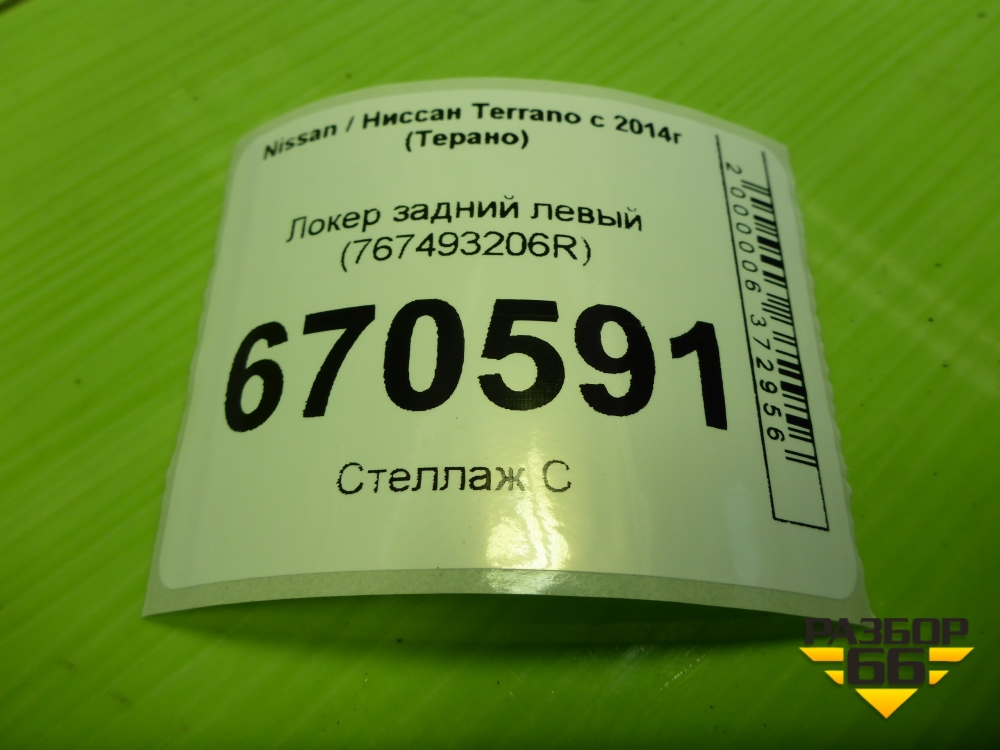 Nissan / Ниссан Terrano с 2014г
(Терано)
Локер задний левый
(767493206R)
670591
Стеллаж С
2000006372956
РАЗБОР
66